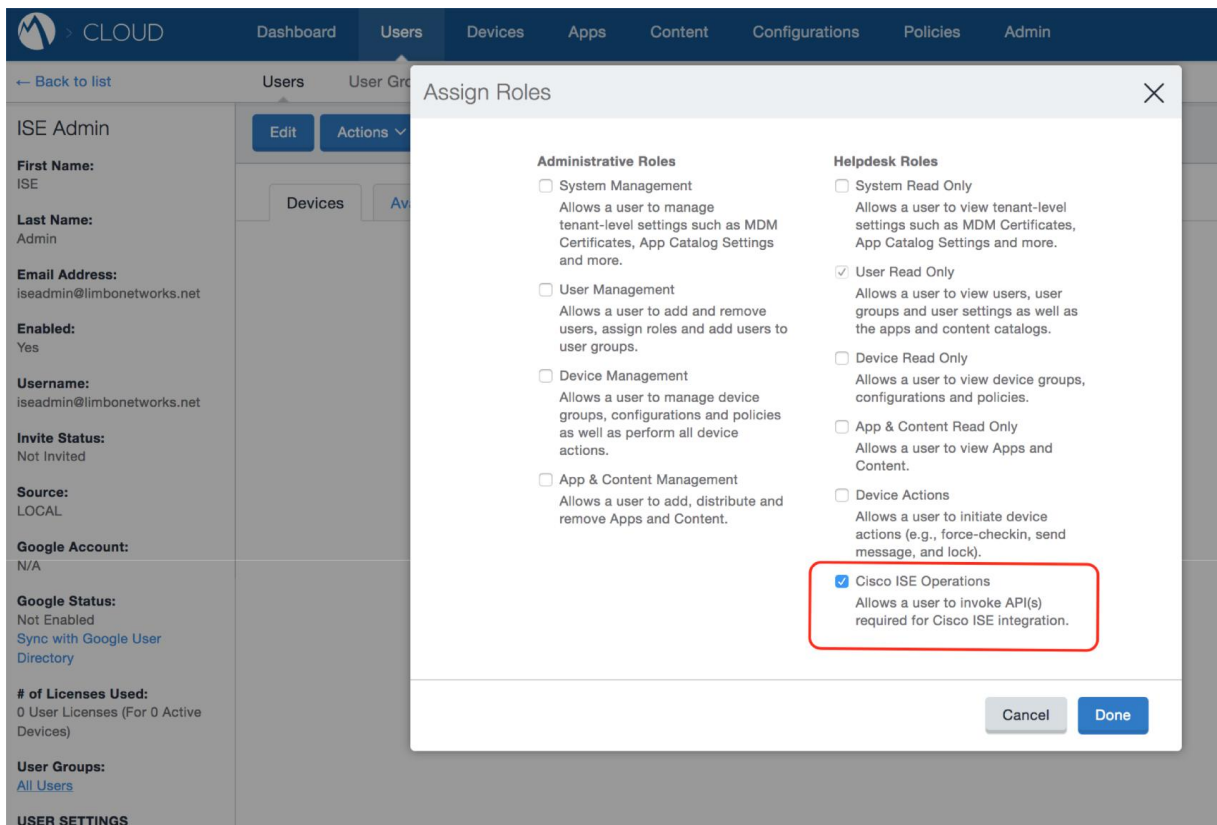 > CLOUD
Dashboard
Users
Devices
Apps
Content
Configurations
Policies
Admin
← Back to list
Users
User Gro
ISE Admin
First Name:
ISE
Last Name:
Admin
Email Address:
iseadmin@limbonetworks.net
Enabled:
Yes
Username:
iseadmin@limbonetworks.net
Invite Status:
Not Invited
Source:
LOCAL
Google Account:
N/A
Google Status:
Not Enabled
Sync with Google User
Directory
# of Licenses Used:
0 User Licenses (For 0 Active
Devices)
User Groups:
All Users
USER SETTINGS
Edit
Actions
Devices
Av
Assign Roles
Administrative Roles
System Management
Allows a user to manage
tenant-level settings such as MDM
Certificates, App Catalog Settings
and more.
User Management
Allows a user to add and remove
users, assign roles and add users to
user groups.
Device Management
Allows a user to manage device
groups, configurations and policies
as well as perform all device
actions.
App & Content Management
Allows a user to add, distribute and
remove Apps and Content.
Helpdesk Roles
System Read Only
Allows a user to view tenant-level
settings such as MDM Certificates,
App Catalog Settings and more.
User Read Only
Allows a user to view users, user
groups and user settings as well as
the apps and content catalogs.
Device Read Only
Allows a user to view device groups,
configurations and policies.
App & Content Read Only
Allows a user to view Apps and
Content.
Device Actions
Allows a user to initiate device
actions (e.g., force-checkin, send
message, and lock).
Cisco ISE Operations
Allows a user to invoke API(s)
required for Cisco ISE integration.
Cancel
Done